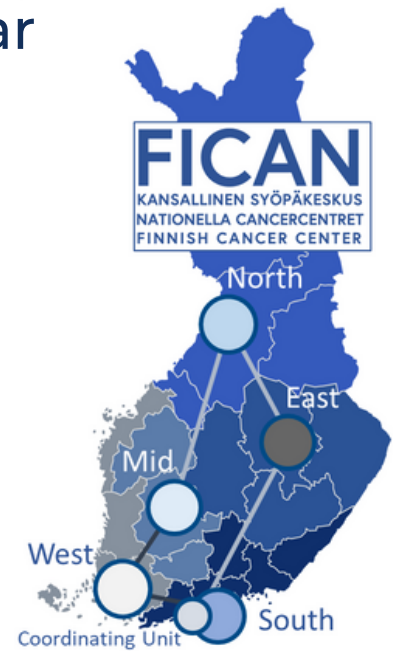 ar
FICAN
KANSALLINEN SYÖPÄKESKUS
NATIONELLA CANCERCENTRET
FINNISH CANCER CENTER
North
East
Mid
West
South
Coordinating Unit